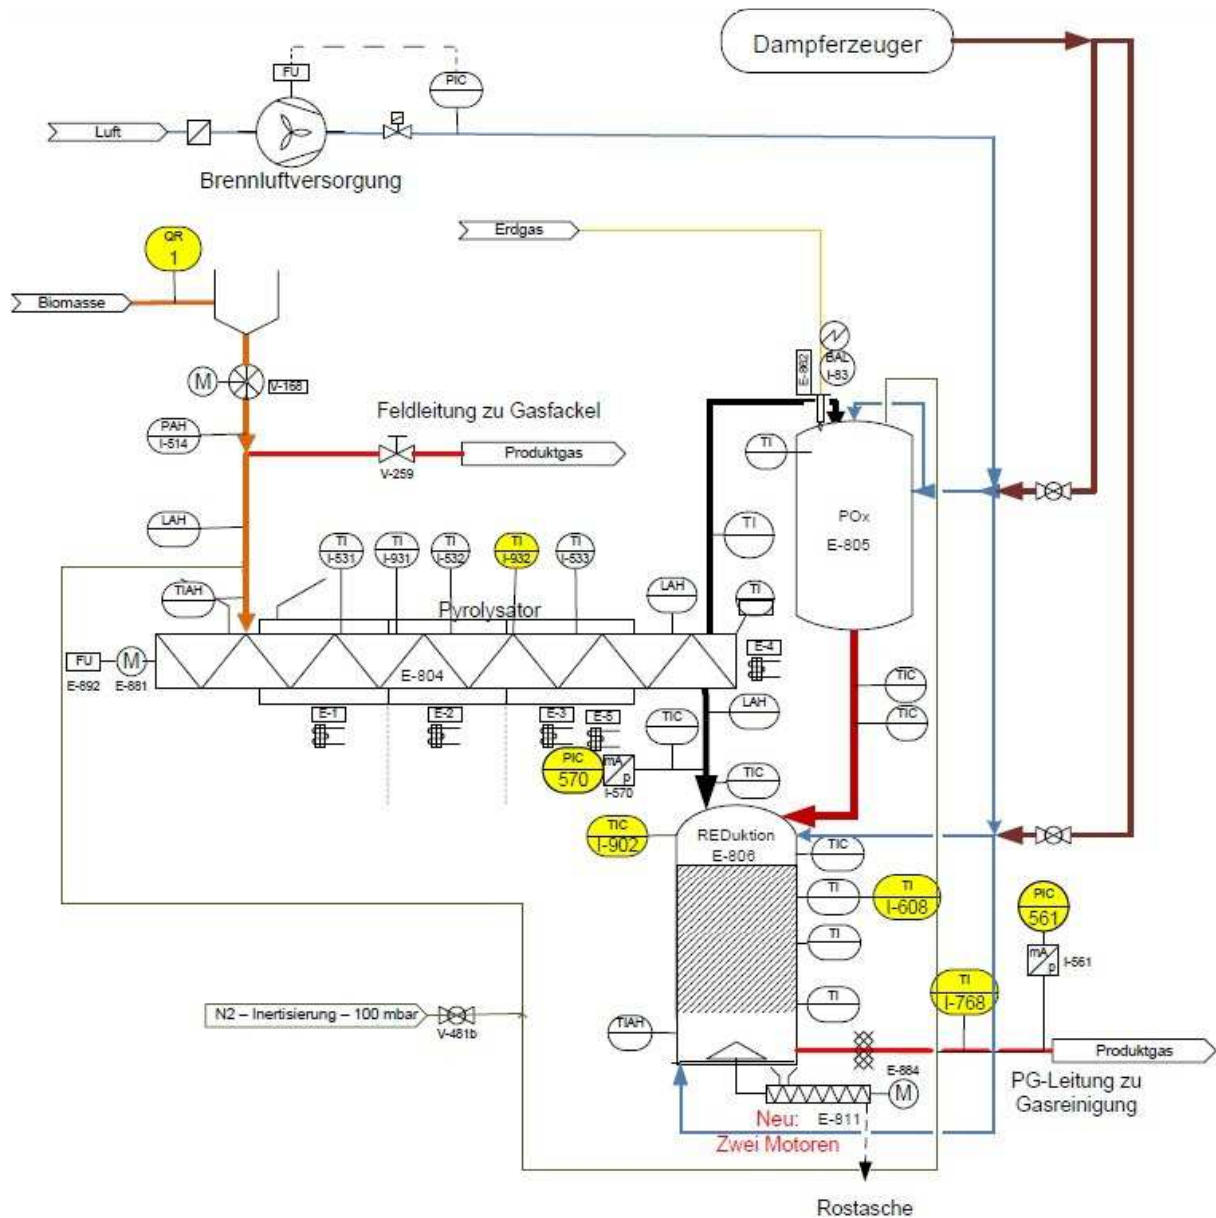 Dampferzeuger
FU
PIC
Luft
Brennluftversorgung
Erdgas
QR
1
Biomasse
M
V-168
E-862
BAL
I-83
Feldleitung zu Gasfackel
PAH
I-514
Produktgas
V-259
TI
LAH
TI
POx
E-805
TI
I-531
TI
I-931
TI
I-532
TI
I-932
TI
I-533
TIAH
LAH
TI
Pyrolysator
FU
M
E-892
E-881
E-804
E-4
TIC
TIC
E-1
E-2
E-3
E-5
TIC
LAH
PIC
570
mA
p
I-570
TIC
TIC
I-902
REDuktion
E-806
TIC
TI
TI
I-608
PIC
561
TI
mA
p
I-561
TI
I-768
TI
N2 – Inertisierung – 100 mbar
V-481b
TIAH
Produktgas
E-884
M
PG-Leitung zu
Gasreinigung
Neu:
E-811
Zwei Motoren
Rostasche